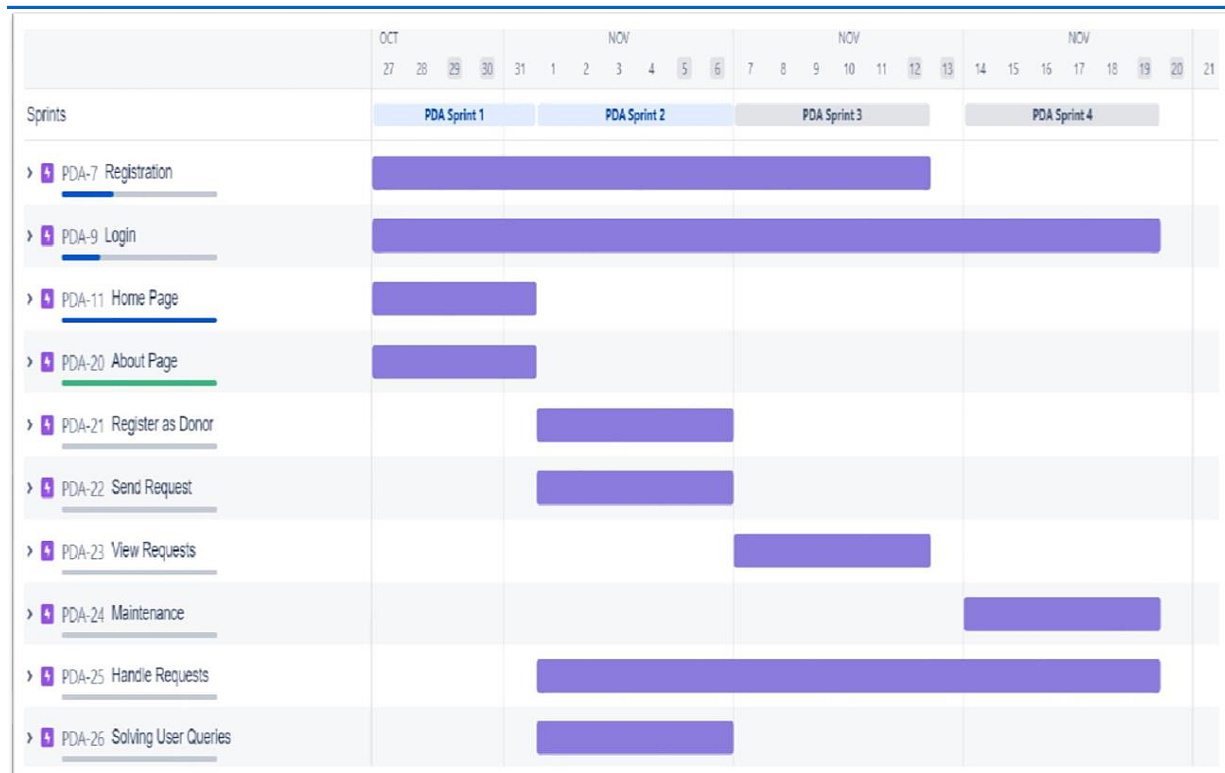 OCT NOV NOV NOV
27 28 29 30 31 1 2 3 4 5 6 7 8 9 10 11 12 13 14 15 16 17 18 19 20 21
Sprints PDA Sprint 1 PDA Sprint 2 PDA Sprint 3 PDA Sprint 4
PDA-7 Registration
PDA-9 Login
PDA-11 Home Page
PDA-20 About Page
PDA-21 Register as Donor
PDA-22 Send Request
PDA-23 View Requests
PDA-24 Maintenance
PDA-25 Handle Requests
PDA-26 Solving User Queries